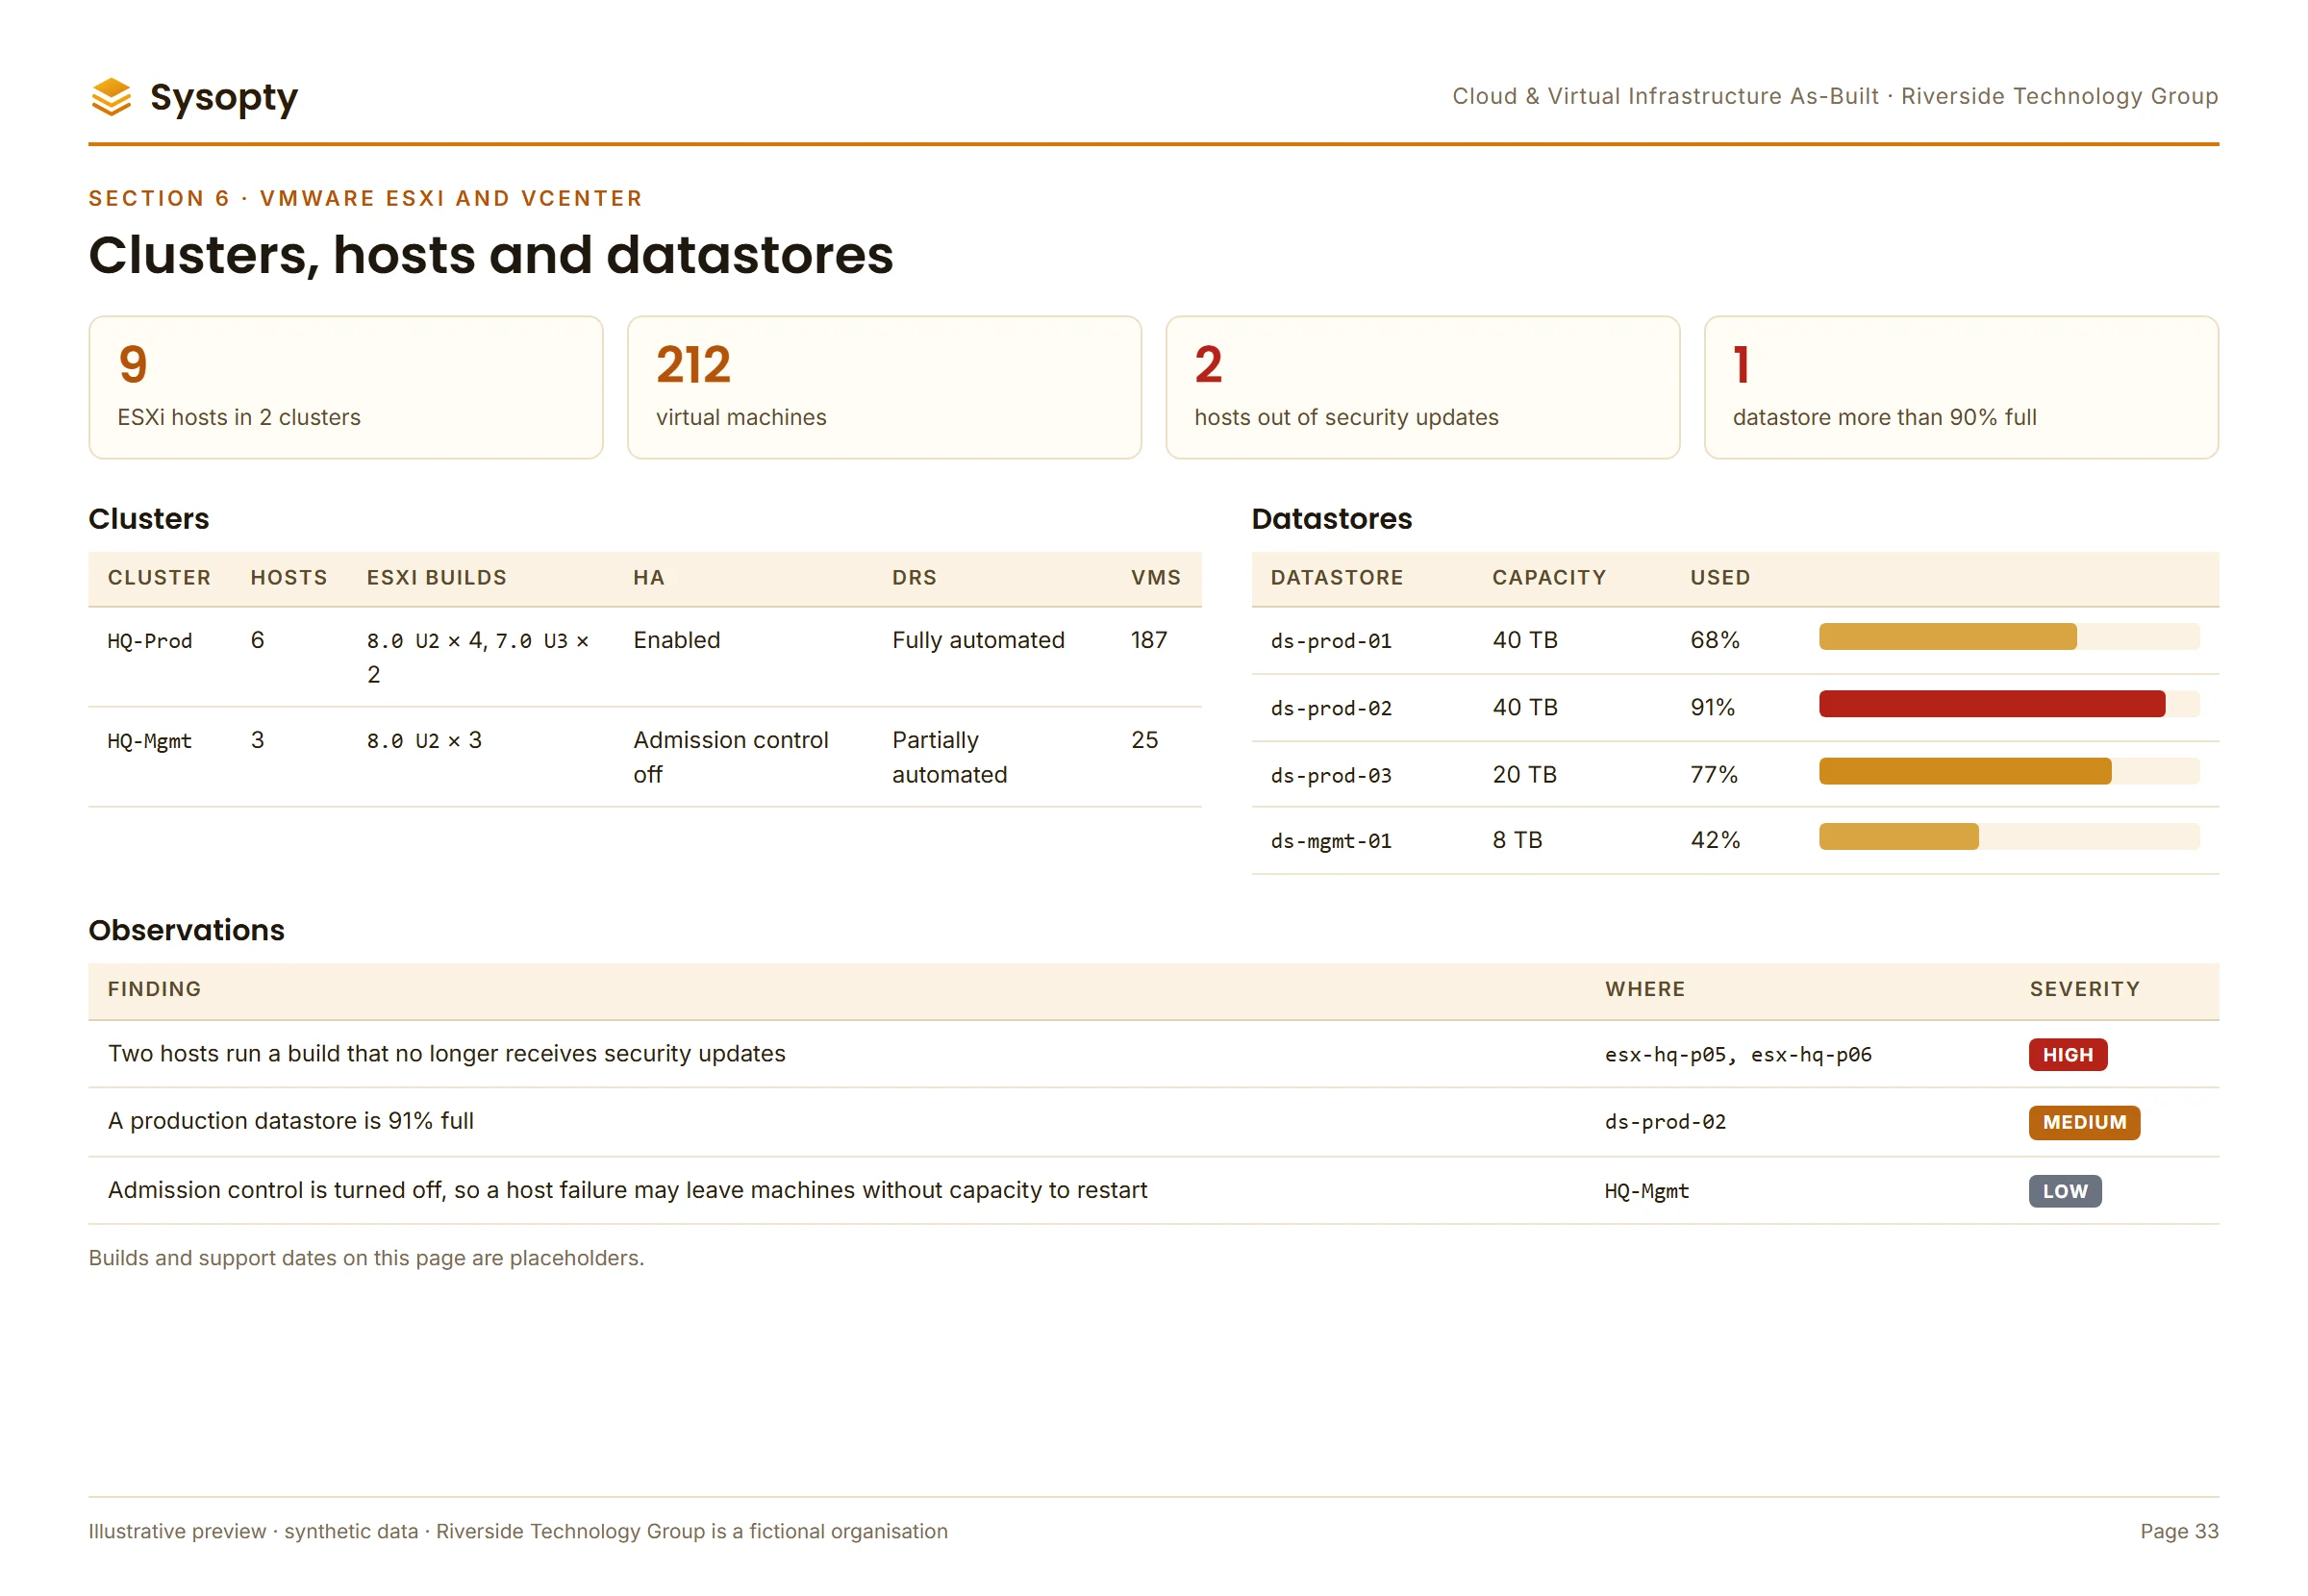 Sysopty
Cloud & Virtual Infrastructure As-Built · Riverside Technology Group
SECTION 6 · VMWARE ESXI AND VCENTER
Clusters, hosts and datastores
9
ESXi hosts in 2 clusters
212
virtual machines
2
hosts out of security updates
1
datastore more than 90% full
Clusters
CLUSTER HOSTS ESXI BUILDS HA DRS VMS
HQ-Prod 6 8.0 U2 × 4, 7.0 U3 × Enabled Fully automated 187
2
HQ-Mgmt 3 8.0 U2 × 3 Admission control Partially 25
off automated
Datastores
DATASTORE CAPACITY USED
ds-prod-01 40 TB 68%
ds-prod-02 40 TB 91%
ds-prod-03 20 TB 77%
ds-mgmt-01 8 TB 42%
Observations
FINDING WHERE SEVERITY
Two hosts run a build that no longer receives security updates esx-hq-p05, esx-hq-p06 HIGH
A production datastore is 91% full ds-prod-02 MEDIUM
Admission control is turned off, so a host failure may leave machines without capacity to restart HQ-Mgmt LOW
Builds and support dates on this page are placeholders.
Illustrative preview · synthetic data · Riverside Technology Group is a fictional organisation
Page 33